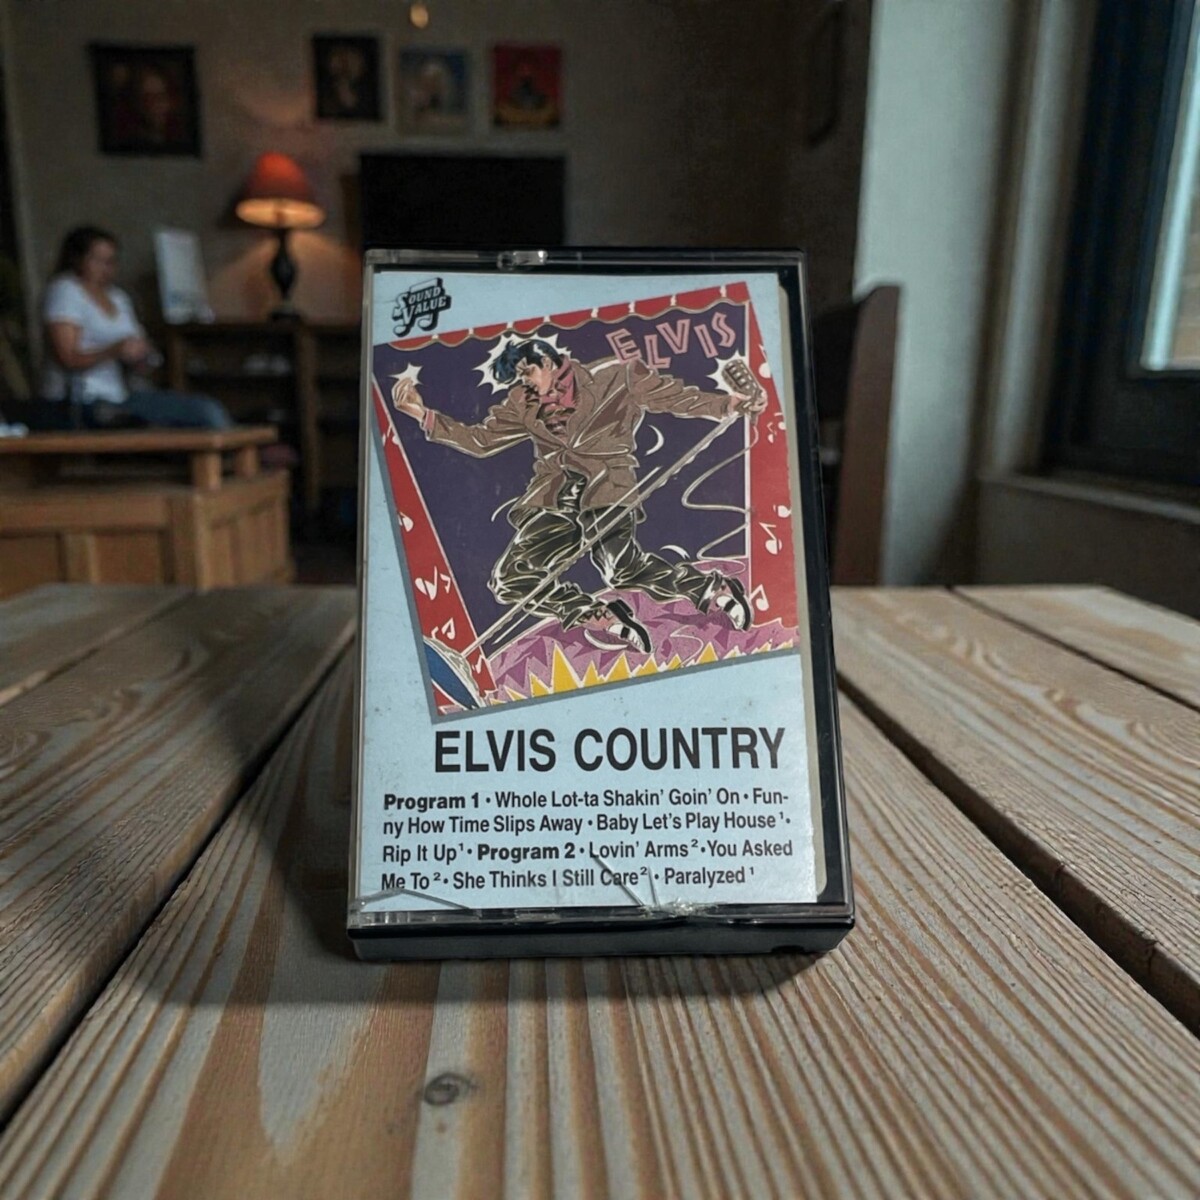 SOUND
VALUE
ELVIS
ELVIS COUNTRY
Program 1 • Whole Lot-ta Shakin' Goin' On • Fun-
ny How Time Slips Away • Baby Let's Play House ¹•
Rip It Up ¹• Program 2 • Lovin' Arms ²• You Asked
Me To ²• She Thinks I Still Care ² • Paralyzed ¹